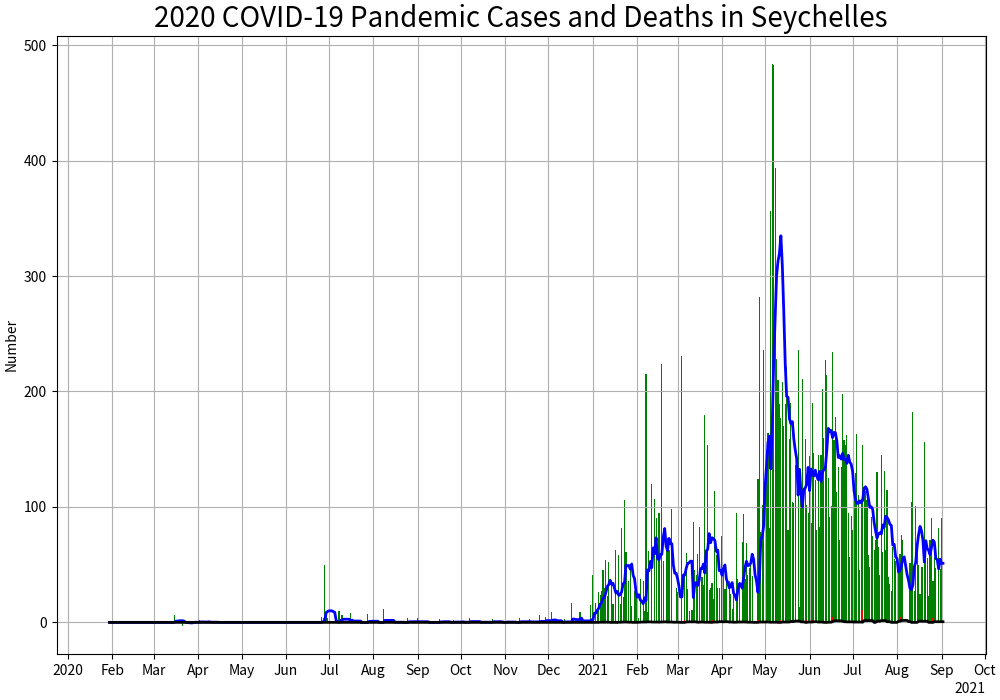 2020 COVID-19 Pandemic Cases and Deaths in Seychelles
500
400
300
200
100
0
Number
2020 Feb Mar Apr May Jun Jul Aug Sep Oct Nov Dec 2021 Feb Mar Apr May Jun Jul Aug Sep Oct
2021